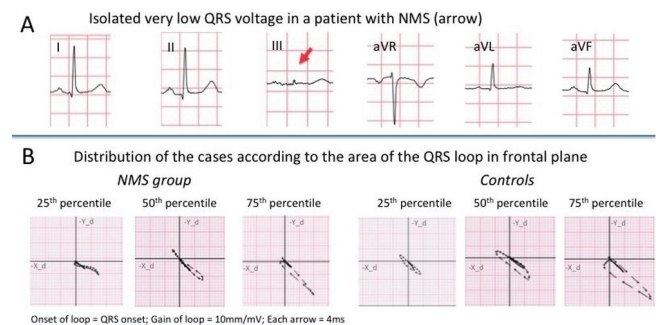 A Isolated very low QRS voltage in a patient with NMS (arrow)
I II III aVR aVL aVF
B Distribution of the cases according to the area of the QRS loop in frontal plane
NMS group Controls
25th percentile 50th percentile 75th percentile 25th percentile 50th percentile 75th percentile
-Y_d -Y_d -Y_d -Y_d -Y_d -Y_d
-X_d -X_d -X_d -X_d -X_d -X_d
Onset of loop = QRS onset; Gain of loop = 10mm/mV; Each arrow = 4ms